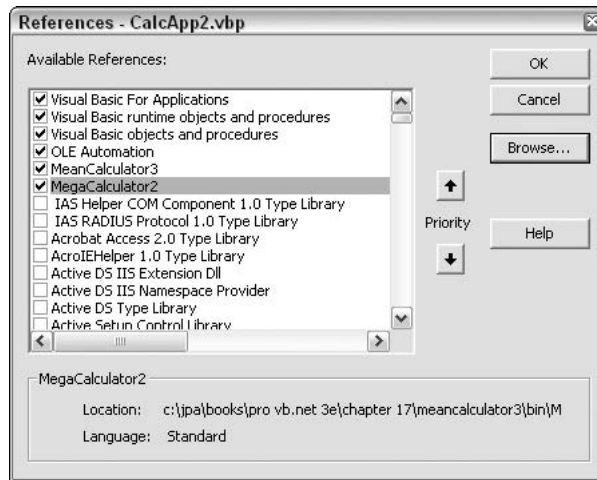 References - CalcApp2.vbp
Available References:
Visual Basic For Applications
Visual Basic runtime objects and procedures
Visual Basic objects and procedures
OLE Automation
MeanCalculator3
MegaCalculator2
IAS Helper COM Component 1.0 Type Library
IAS RADIUS Protocol 1.0 Type Library
Acrobat Access 2.0 Type Library
AcroIEHelper 1.0 Type Library
Active DS IIS Extension Dll
Active DS IIS Namespace Provider
Active DS Type Library
Active Setup Control Library
OK
Cancel
Browse...
Priority
Help
MegaCalculator2
Location: c:\jpa\books\pro vb.net 3e\chapter 17\meancalculator3\bin\M
Language: Standard